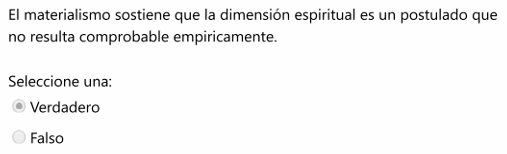 El materialismo sostiene que la dimensión espiritual es un postulado que
no resulta comprobable empiricamente.
Seleccione una:
Verdadero
Falso